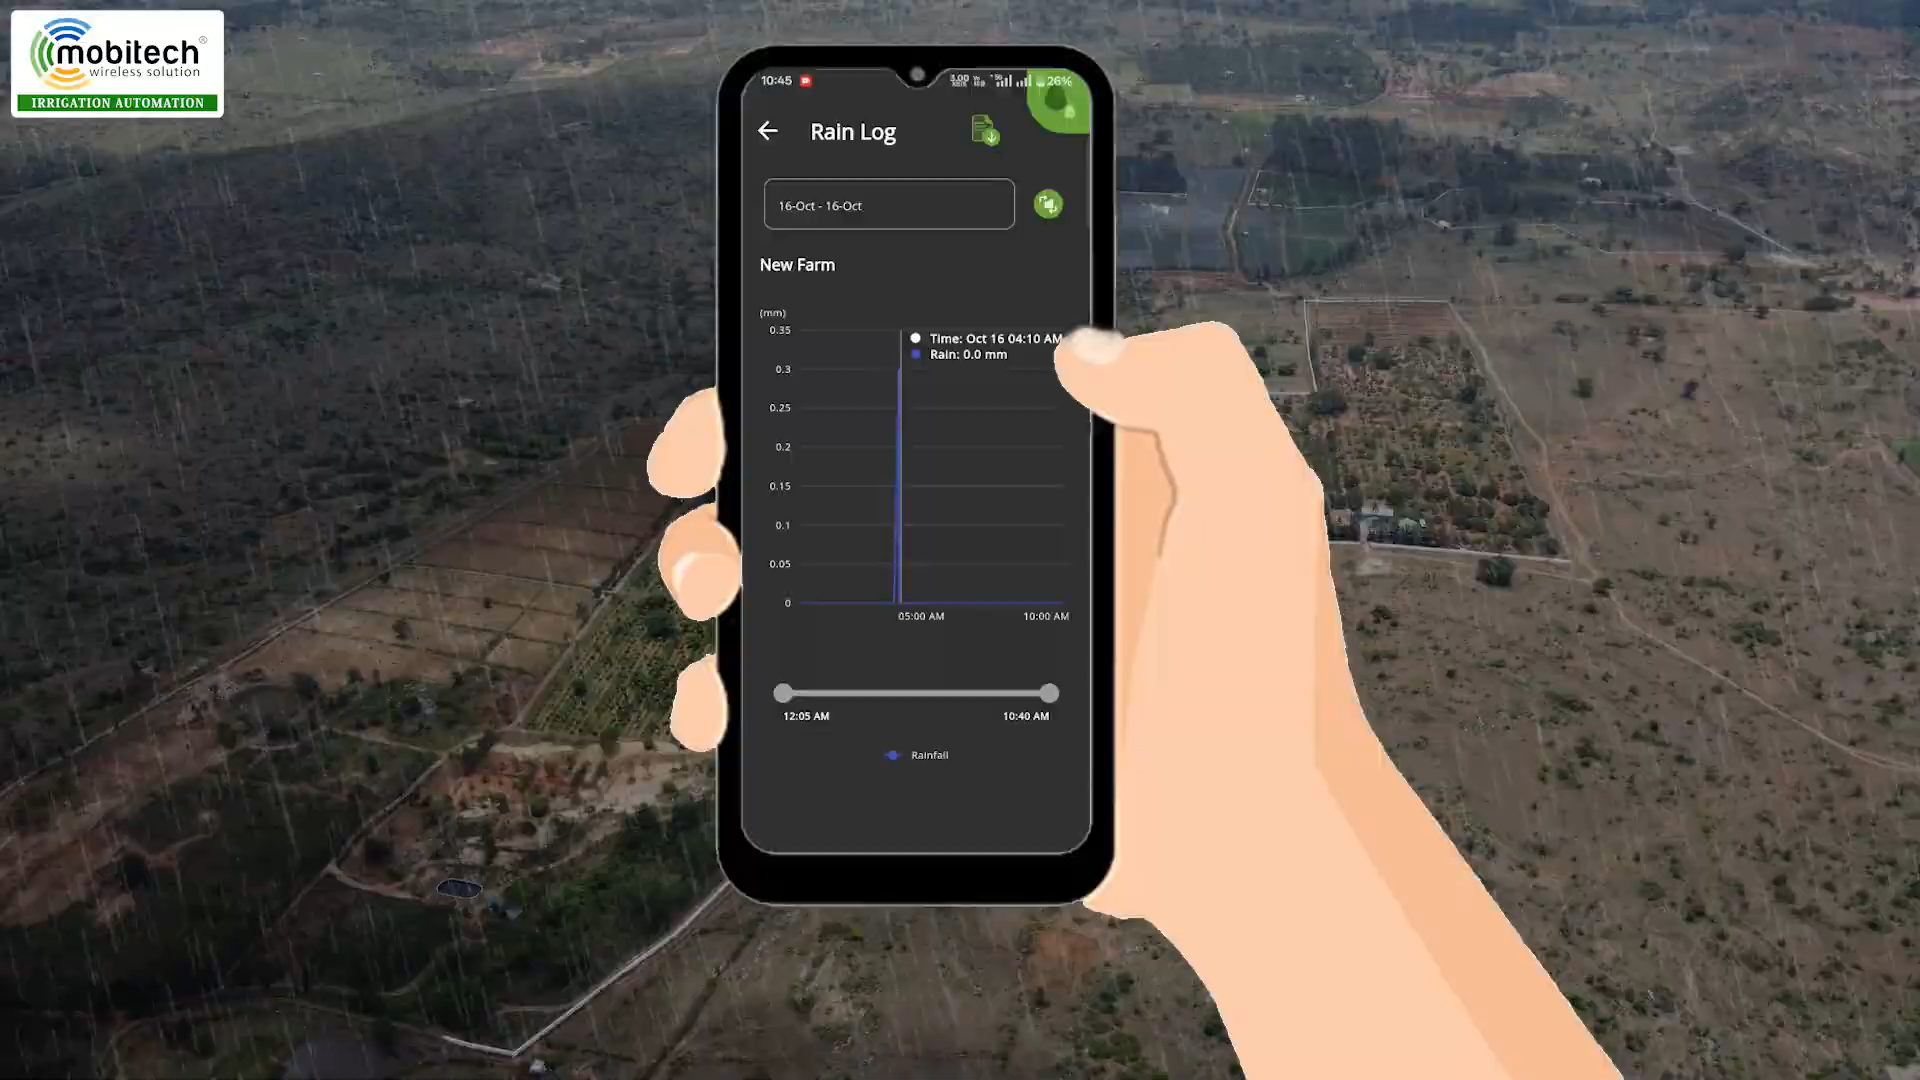 mobitech®
wireless solution
IRRIGATION AUTOMATION
10:45
26%
Rain Log
16-Oct - 16-Oct
New Farm
(mm)
0.35
Time: Oct 16 04:10 AM
Rain: 0.0 mm
0.3
0.25
0.2
0.15
0.1
0.05
0
05:00 AM
10:00 AM
12:05 AM
10:40 AM
Rainfall